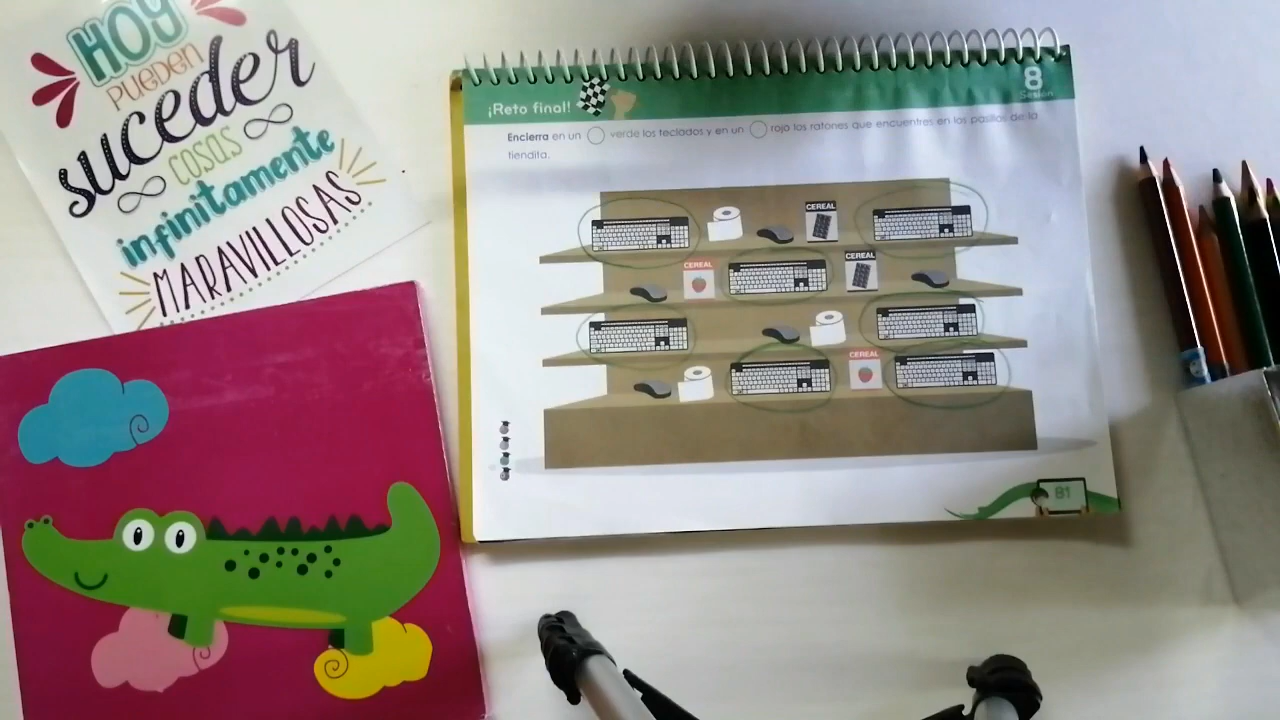 HOY
PUEDEN
suceder
COSAS
infinitamente
MARAVILLOSAS
¡Reto final!
8
Sesión
Encierra en un verde los teclados y en un rojo los ratones que encuentres en los pasillos de la
tiendita.
CEREAL
CEREAL
CEREAL
CEREAL
81